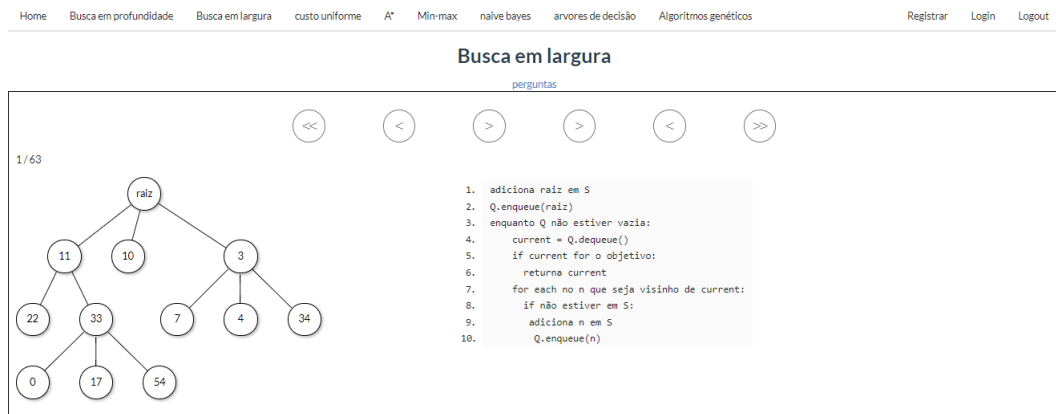 Home Busca em profundidade Busca em largura custo uniforme A* Min-max naive bayes arvores de decisão Algoritmos genéticos Registrar Login Logout
Busca em largura
perguntas
<< < > > < >>
1 / 63
raiz
11 10 3
22 33 7 4 34
0 17 54
1. adiciona raiz em S
2. Q.enqueue(raiz)
3. enquanto Q não estiver vazia:
4. current = Q.dequeue()
5. if current for o objetivo:
6. returna current
7. for each no n que seja visinho de current:
8. if não estiver em S:
9. adiciona n em S
10. Q.enqueue(n)